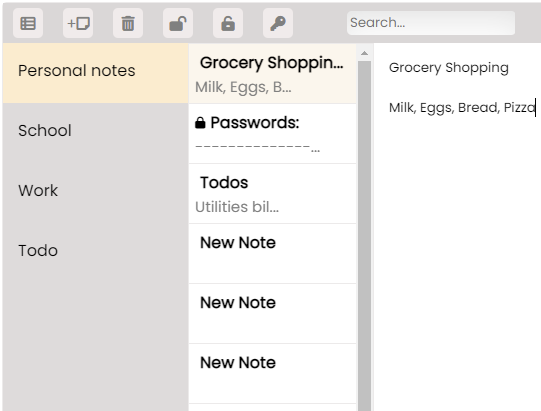 Search...
Personal notes
School
Work
Todo
Grocery Shoppin...
Milk, Eggs, B...
Passwords:
--------------...
Todos
Utilities bil...
New Note
New Note
New Note
Grocery Shopping
Milk, Eggs, Bread, Pizza